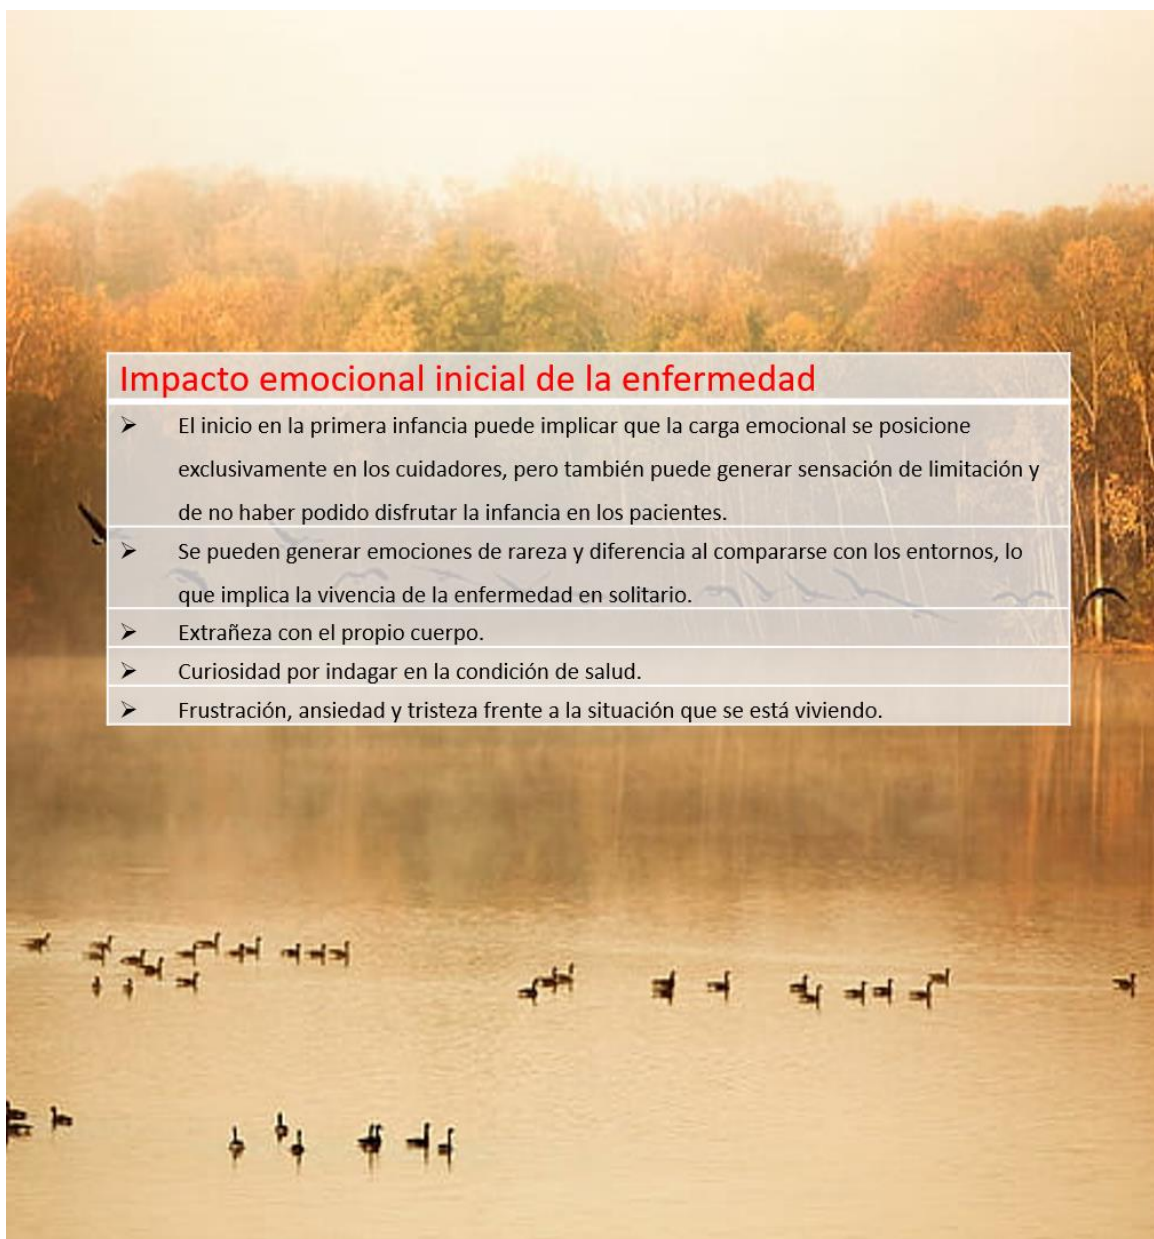 Impacto emocional inicial de la enfermedad
➢ El inicio en la primera infancia puede implicar que la carga emocional se posicione
exclusivamente en los cuidadores, pero también puede generar sensación de limitación y
de no haber podido disfrutar la infancia en los pacientes.
➢ Se pueden generar emociones de rareza y diferencia al compararse con los entornos, lo
que implica la vivencia de la enfermedad en solitario.
➢ Extrañeza con el propio cuerpo.
➢ Curiosidad por indagar en la condición de salud.
➢ Frustración, ansiedad y tristeza frente a la situación que se está viviendo.